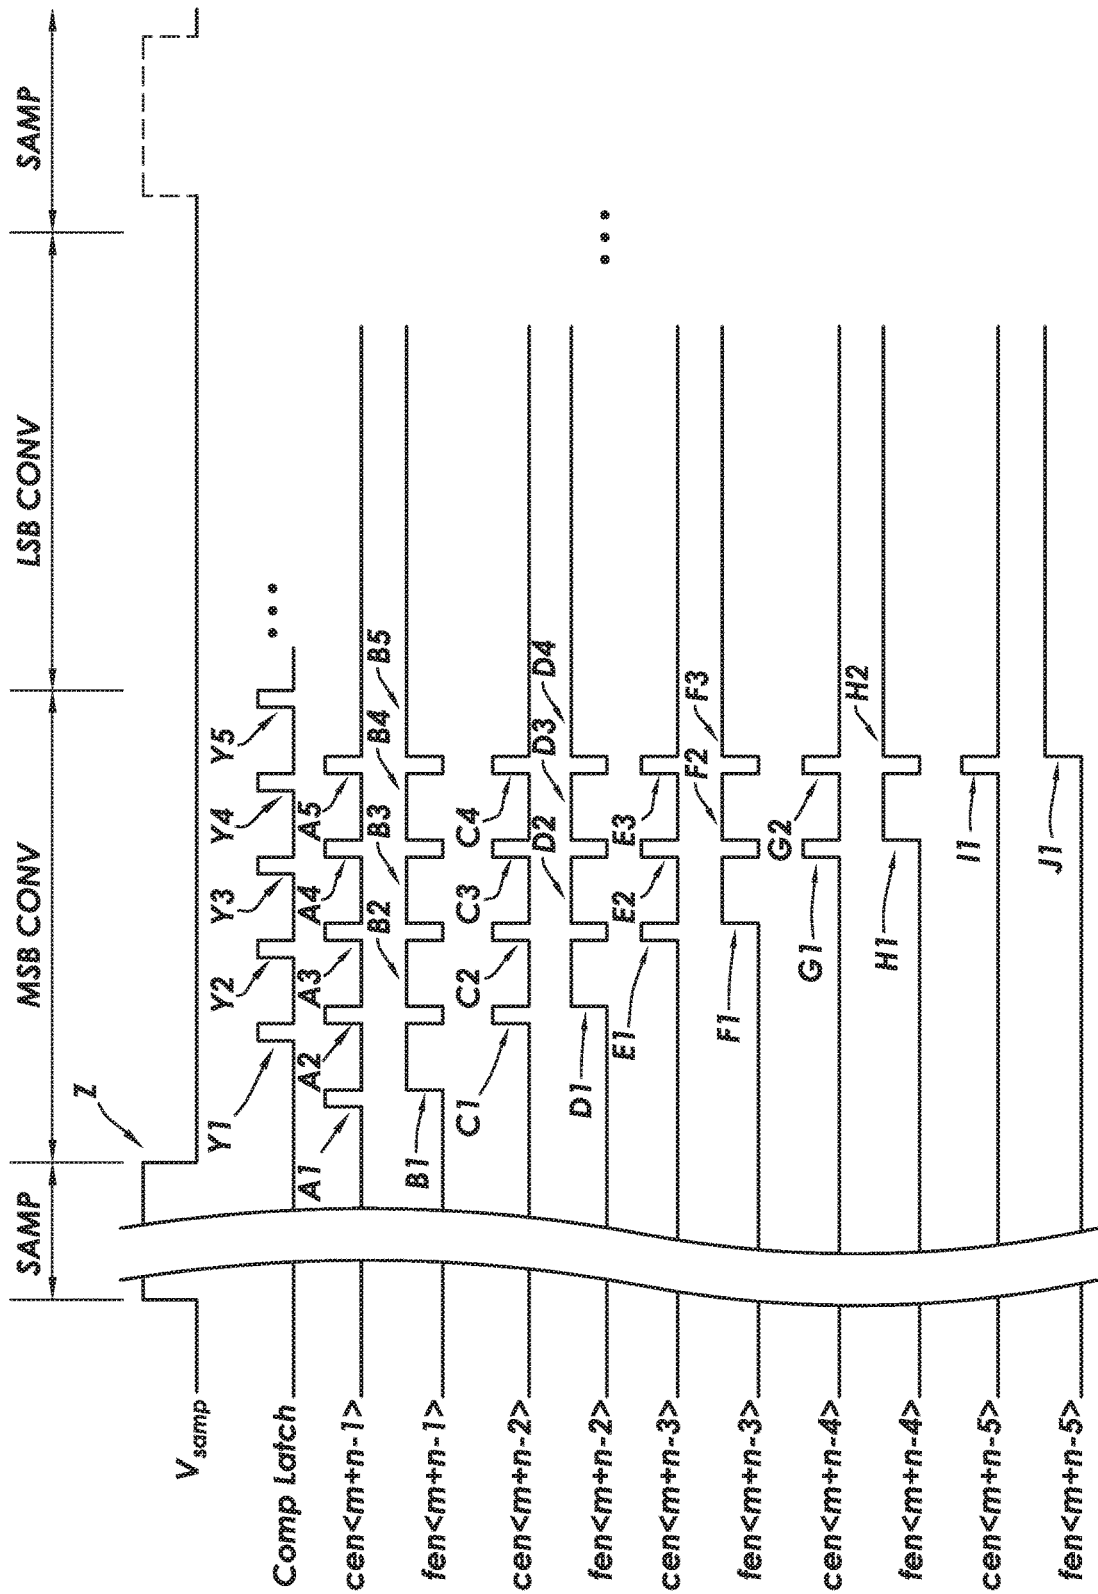 SAMP
MSB CONV
LSB CONV
SAMP
Z
V samp
Y1
Y2
Y3
Y4
Y5
Comp Latch
A1
A2
A3
A4
A5
cen<m+n-1>
B1
B2
B3
B4
B5
fen<m+n-1>
C1
C2
C3
C4
cen<m+n-2>
D1
D2
D3
D4
fen<m+n-2>
E1
E2
E3
cen<m+n-3>
F1
F2
F3
fen<m+n-3>
G1
G2
cen<m+n-4>
H1
H2
fen<m+n-4>
I1
cen<m+n-5>
J1
fen<m+n-5>